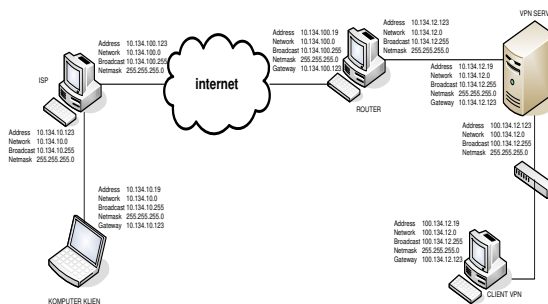 VPN SERV
Address 10.134.100.123
Network 10.134.100.0
Broadcast 10.134.100.255
Netmask 255.255.255.0
ISP
internet
Address 10.134.100.19
Network 10.134.100.0
Broadcast 10.134.100.255
Netmask 255.255.255.0
Gateway 10.134.100.123
ROUTER
Address 10.134.12.123
Network 10.134.12.0
Broadcast 10.134.12.255
Netmask 255.255.255.0
Address 10.134.12.19
Network 10.134.12.0
Broadcast 10.134.12.255
Netmask 255.255.255.0
Gateway 10.134.12.123
Address 10.134.10.123
Network 10.134.10.0
Broadcast 10.134.10.255
Netmask 255.255.255.0
Address 100.134.12.123
Network 100.134.12.0
Broadcast 100.134.12.255
Netmask 255.255.255.0
Address 10.134.10.19
Network 10.134.10.0
Broadcast 10.134.10.255
Netmask 255.255.255.0
Gateway 10.134.10.123
KOMPUTER KLIEN
Address 100.134.12.19
Network 100.134.12.0
Broadcast 100.134.12.255
Netmask 255.255.255.0
Gateway 100.134.12.123
CLIENT VPN